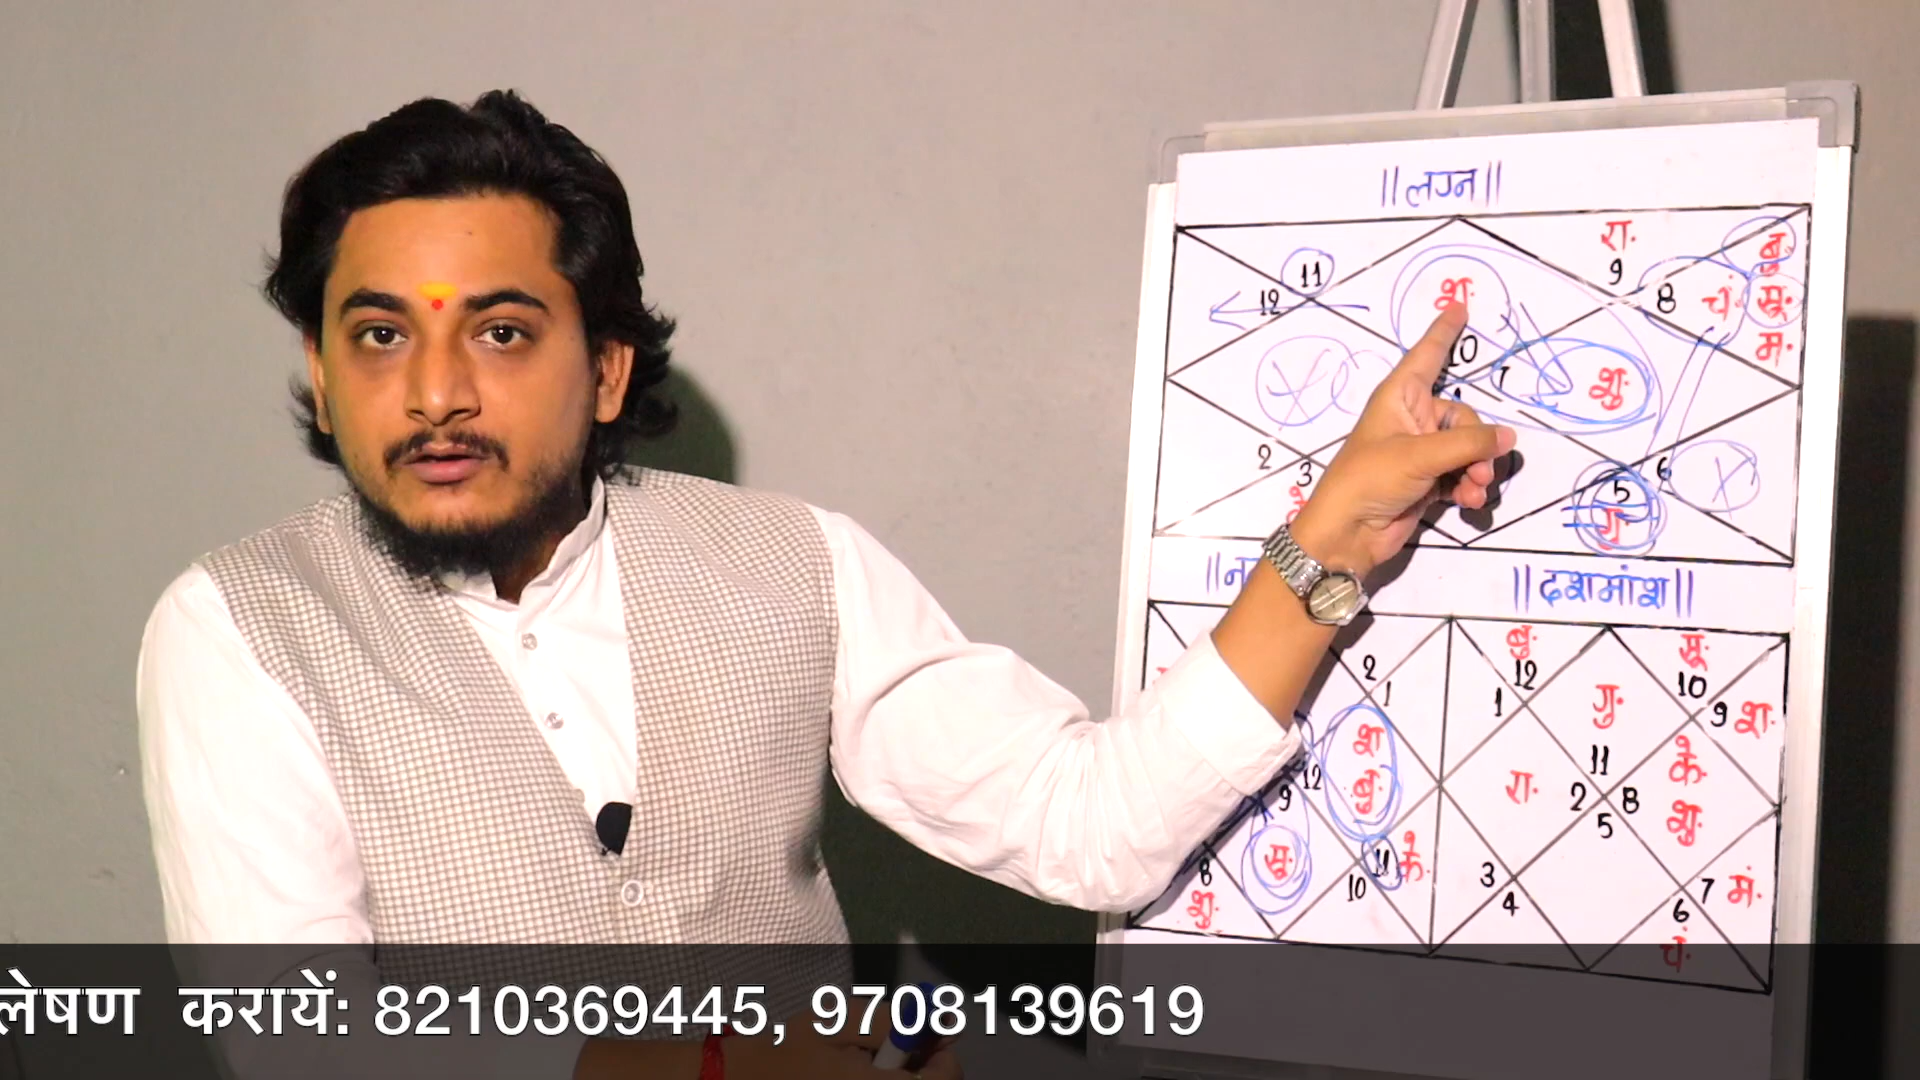 ॥लग्न॥
रा.
बु.
11
9
12
श.
8
चं.
सू.
मं.
10
7
शु.
2
3
6
5
गु
॥दशमांश॥
2
1
बु.
12
सू.
10
1
गु.
9
श.
श
11
के.
12
बु.
रा.
2
8
9
5
शु.
सू.
11
के.
8
10
3
7
मं.
शु.
4
6
चं.
करायें: 8210369445, 9708139619